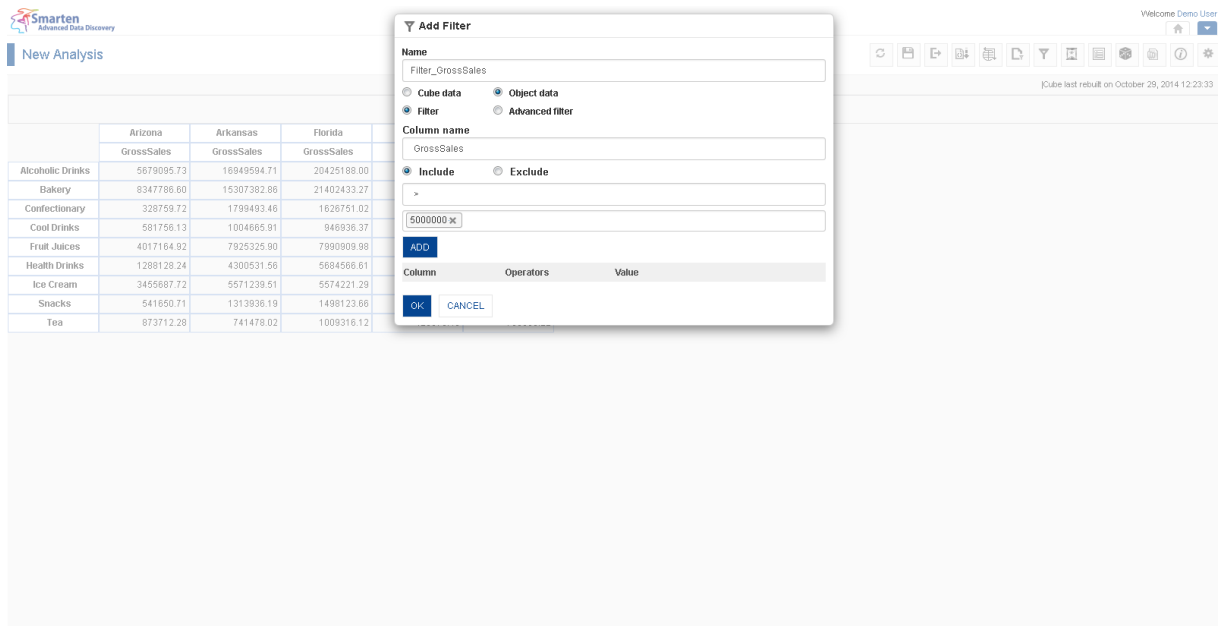 Smarten
Advanced Data Discovery
Welcome Demo User
New Analysis
|Cube last rebuilt on October 29, 2014 12:23:33
Add Filter
Name
Filter_GrossSales
Cube data Object data
Filter Advanced filter
Column name
GrossSales
Include Exclude
>
5000000
ADD
Column Operators Value
OK CANCEL
Arizona Arkansas Florida
GrossSales GrossSales GrossSales
Alcoholic Drinks 5679095.73 16949594.71 20425188.00
Bakery 8347786.60 15307382.86 21402433.27
Confectionary 328759.72 1799493.46 1626751.02
Cool Drinks 581756.13 1004665.91 946936.37
Fruit Juices 4017164.92 7925325.90 7990909.98
Health Drinks 1288128.24 4300531.56 5684566.61
Ice Cream 3455687.72 5571239.51 5574221.29
Snacks 541650.71 1313936.19 1498123.66
Tea 873712.28 741478.02 1009316.12